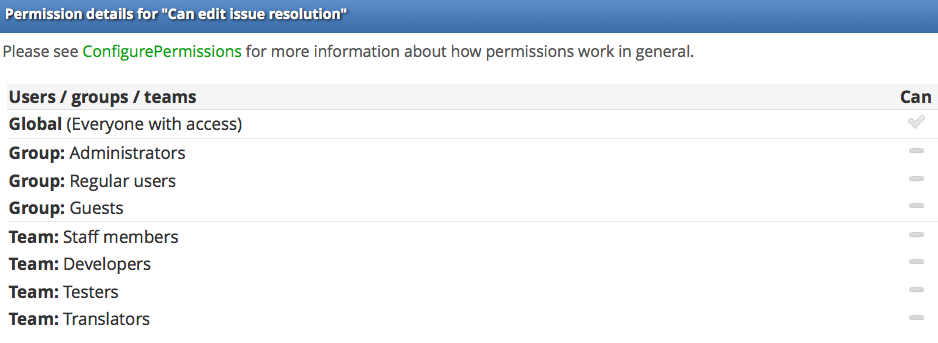 Permission details for "Can edit issue resolution"
Please see ConfigurePermissions for more information about how permissions work in general.
Users / groups / teams Can
Global (Everyone with access)
Group: Administrators
Group: Regular users
Group: Guests
Team: Staff members
Team: Developers
Team: Testers
Team: Translators